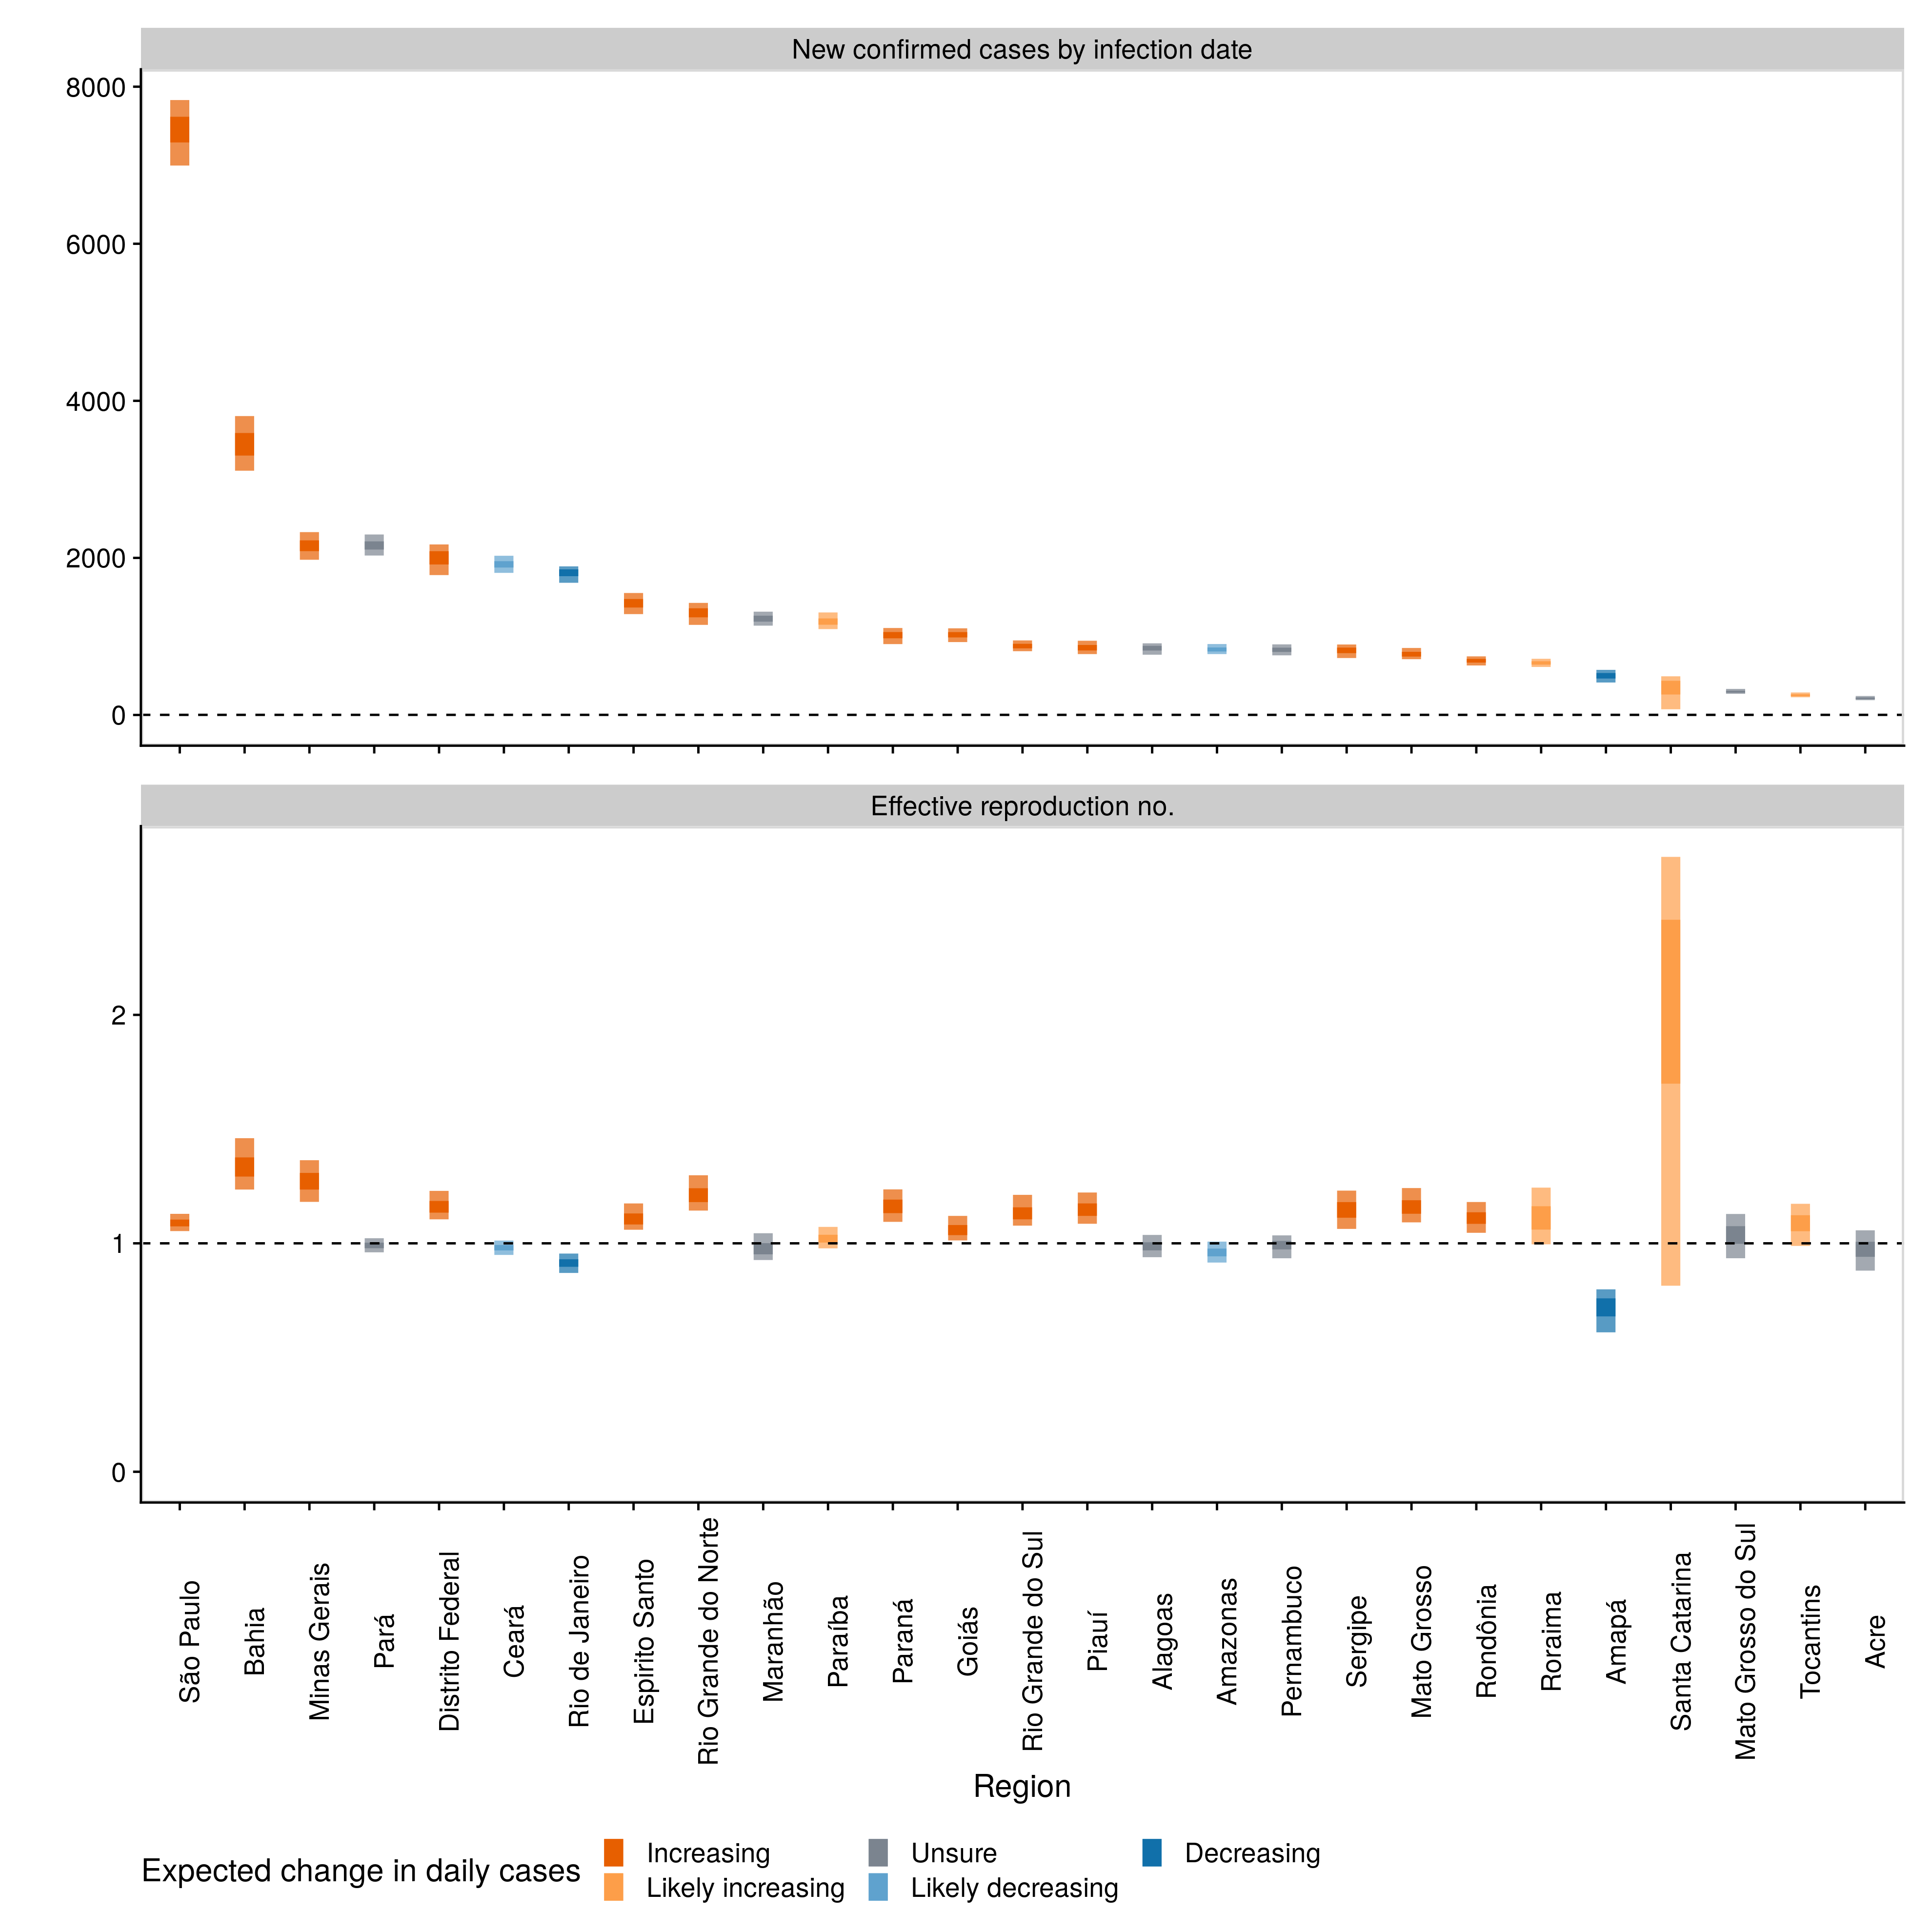 New confirmed cases by infection date
8000
6000
4000
2000
0
Effective reproduction no.
2
1
0
São Paulo
Bahia
Minas Gerais
Pará
Distrito Federal
Ceará
Rio de Janeiro
Espirito Santo
Rio Grande do Norte
Maranhão
Paraíba
Paraná
Goiás
Rio Grande do Sul
Piauí
Alagoas
Amazonas
Pernambuco
Sergipe
Mato Grosso
Rondônia
Roraima
Amapá
Santa Catarina
Mato Grosso do Sul
Tocantins
Acre
Region
Expected change in daily cases
Increasing
Unsure
Decreasing
Likely increasing
Likely decreasing